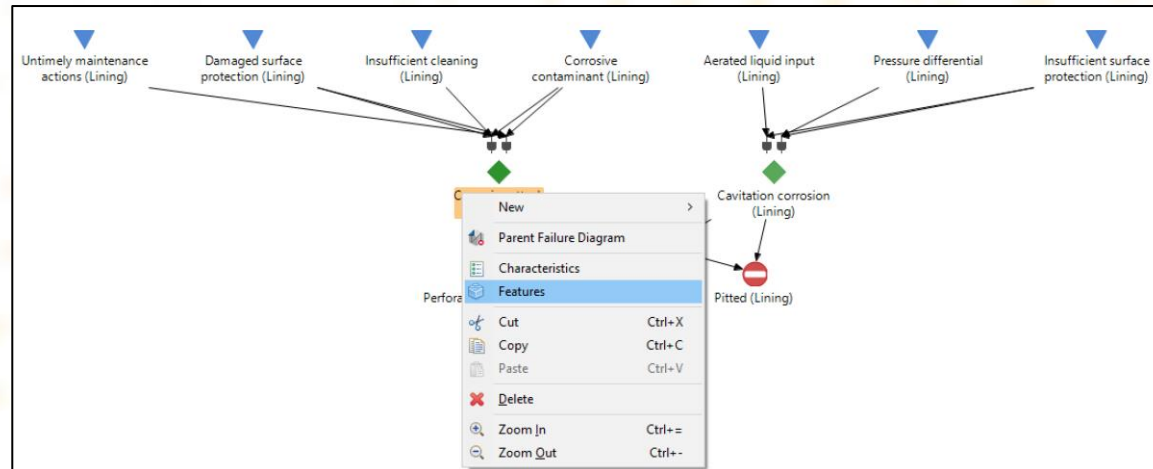 Untimely maintenance
actions (Lining)
Damaged surface
protection (Lining)
Insufficient cleaning
(Lining)
Corrosive
contaminant (Lining)
Aerated liquid input
(Lining)
Pressure differential
(Lining)
Insufficient surface
protection (Lining)
Cavitation corrosion
(Lining)
Pitted (Lining)
New >
Parent Failure Diagram
Characteristics
Features
Cut Ctrl+X
Copy Ctrl+C
Paste Ctrl+V
Delete
Zoom In Ctrl+=
Zoom Out Ctrl+-